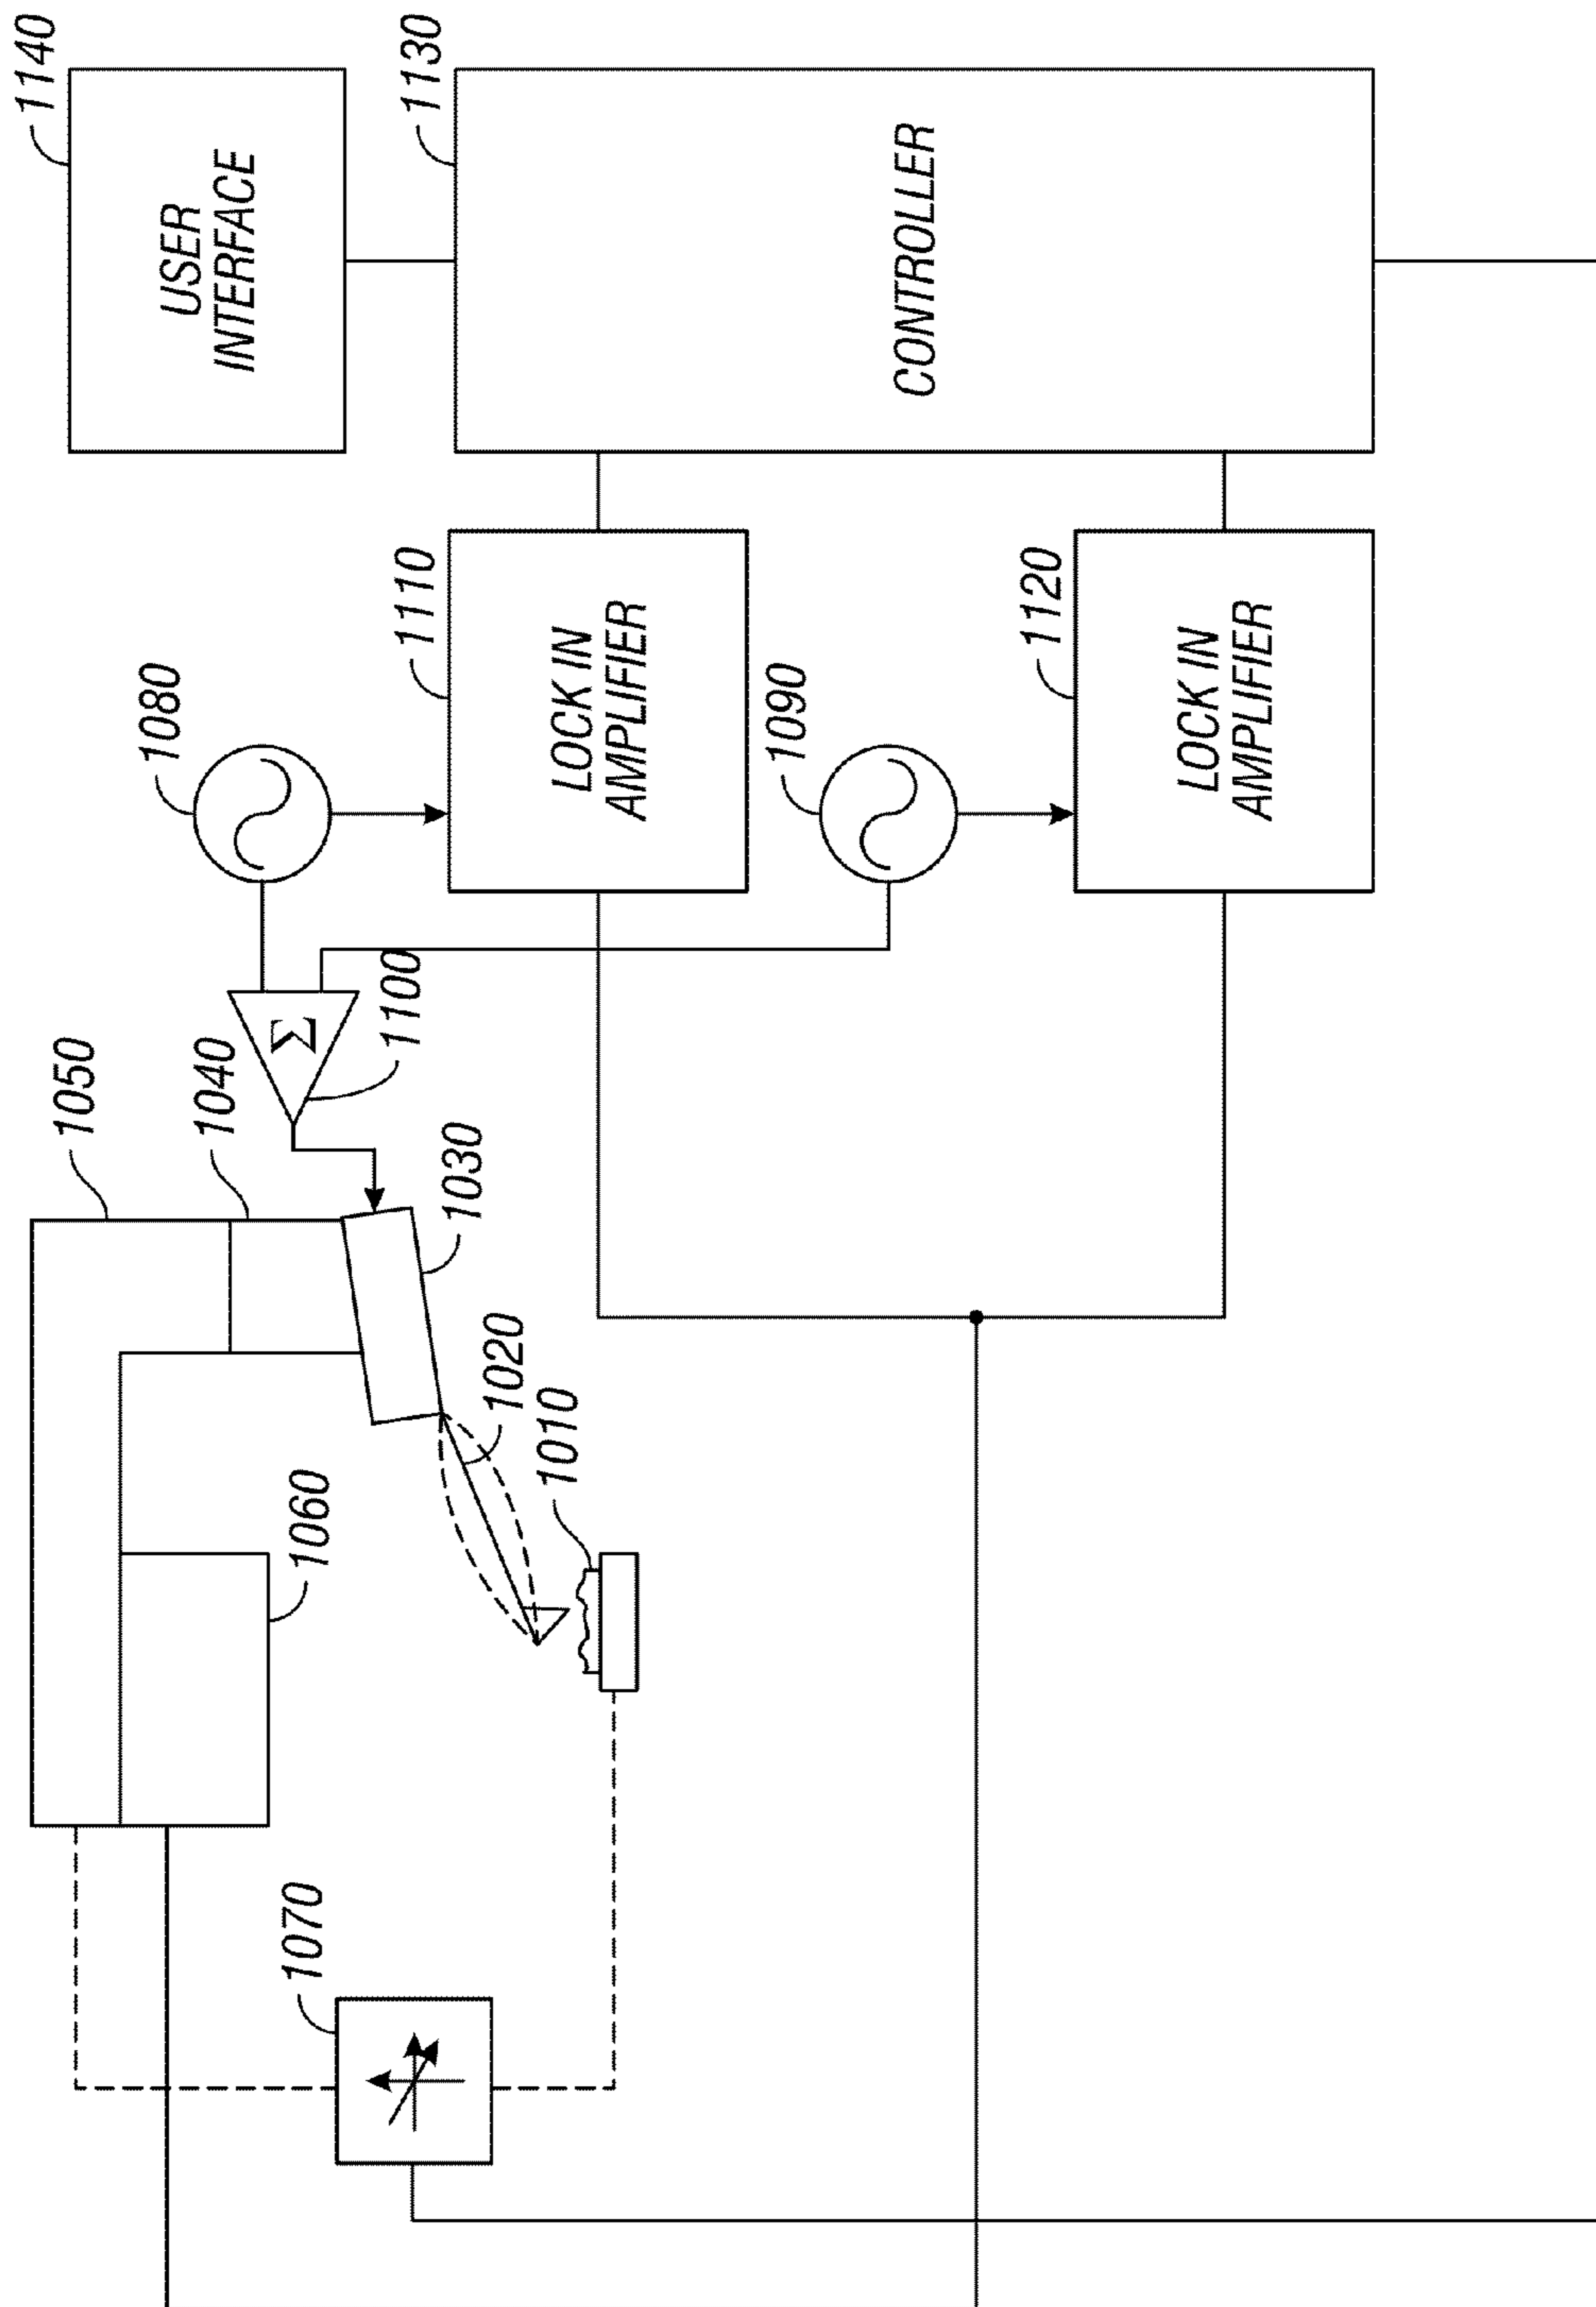 1140
1050
1080
USER
INTERFACE
1040
Σ
1070
1060
1100
1110
1130
1030
1020
1010
LOCK IN
AMPLIFIER
1090
CONTROLLER
1120
LOCK IN
AMPLIFIER